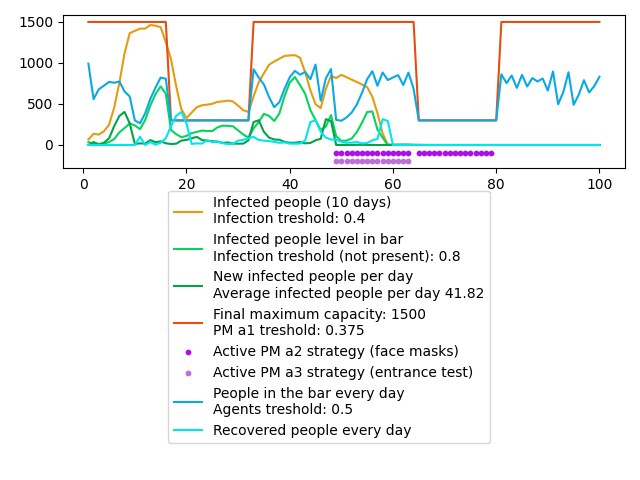 1500
1000
500
0
0 20 40 60 80 100
Infected people (10 days)
Infection treshold: 0.4
Infected people level in bar
Infection treshold (not present): 0.8
New infected people per day
Average infected people per day 41.82
Final maximum capacity: 1500
PM a1 treshold: 0.375
Active PM a2 strategy (face masks)
Active PM a3 strategy (entrance test)
People in the bar every day
Agents treshold: 0.5
Recovered people every day